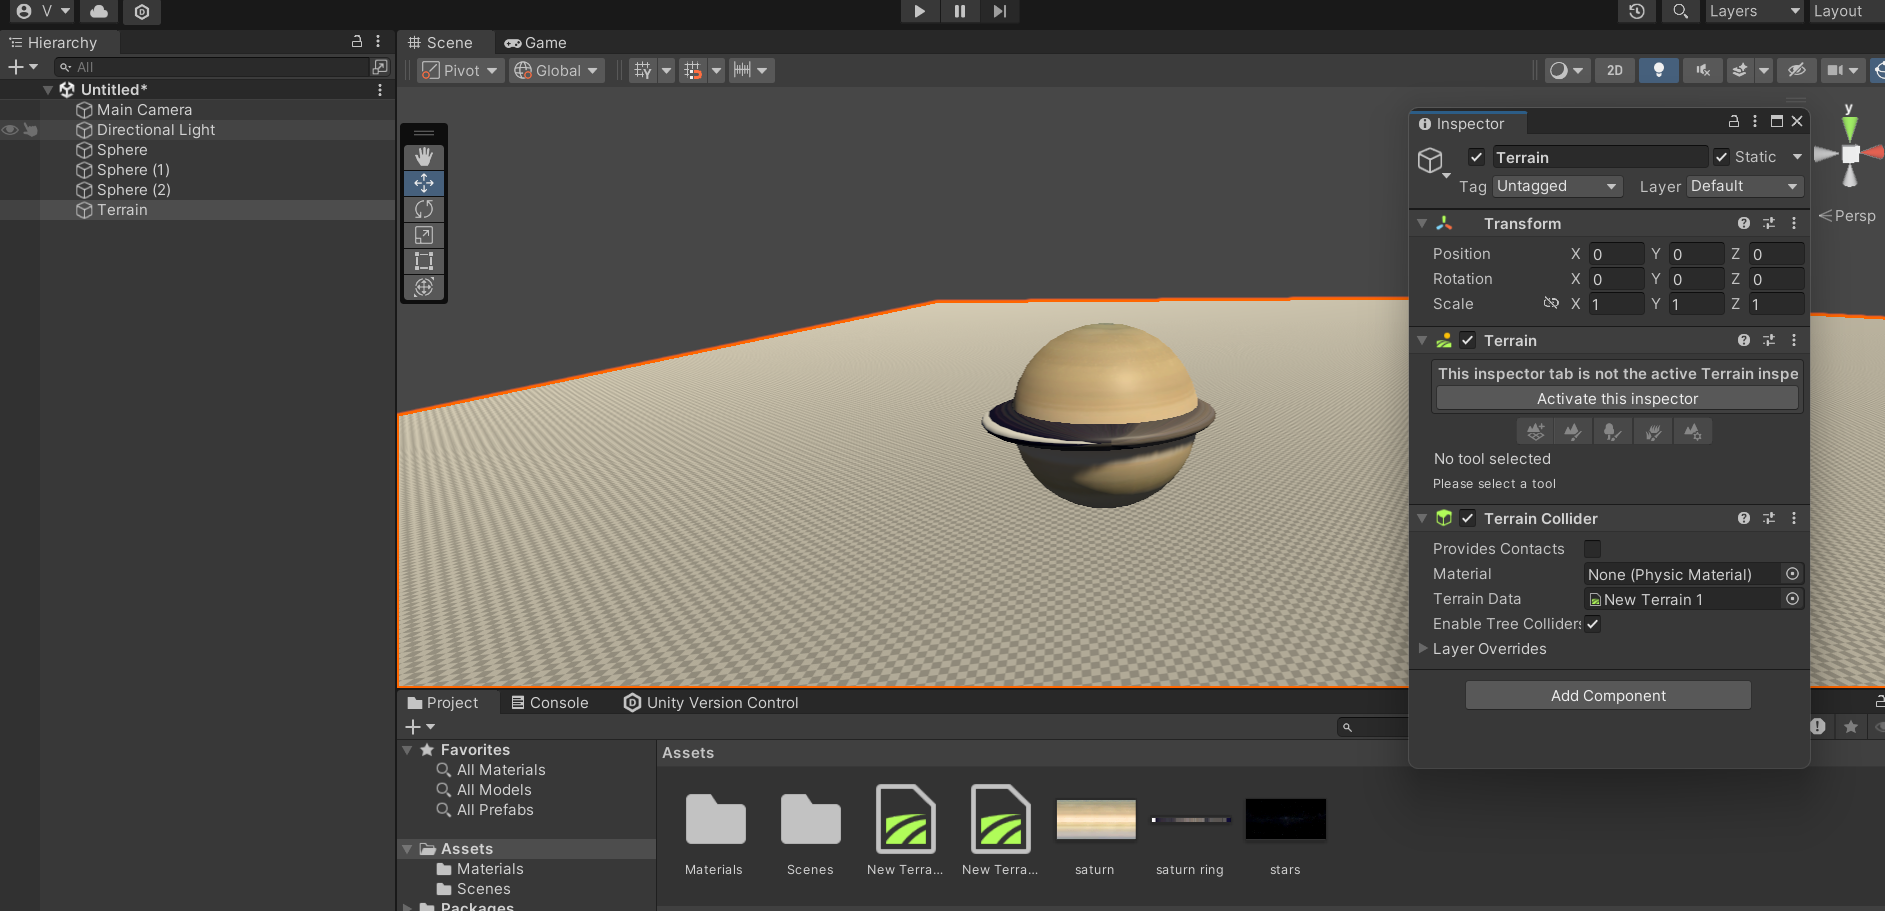 V
Layers
Layout
Hierarchy
Scene
Game
All
Pivot
Global
2D
Untitled*
Main Camera
Directional Light
Sphere
Sphere (1)
Sphere (2)
Terrain
y
Persp
Inspector
Terrain
Static
Tag
Untagged
Layer
Default
Transform
Position X 0 Y 0 Z 0
Rotation X 0 Y 0 Z 0
Scale X 1 Y 1 Z 1
Terrain
This inspector tab is not the active Terrain inspe
Activate this inspector
No tool selected
Please select a tool
Terrain Collider
Provides Contacts
Material None (Physic Material)
Terrain Data New Terrain 1
Enable Tree Colliders
Layer Overrides
Add Component
Project
Console
Unity Version Control
Favorites
All Materials
All Models
All Prefabs
Assets
Materials
Scenes
Packages
Assets
Materials
Scenes
New Terra...
New Terra...
saturn
saturn ring
stars